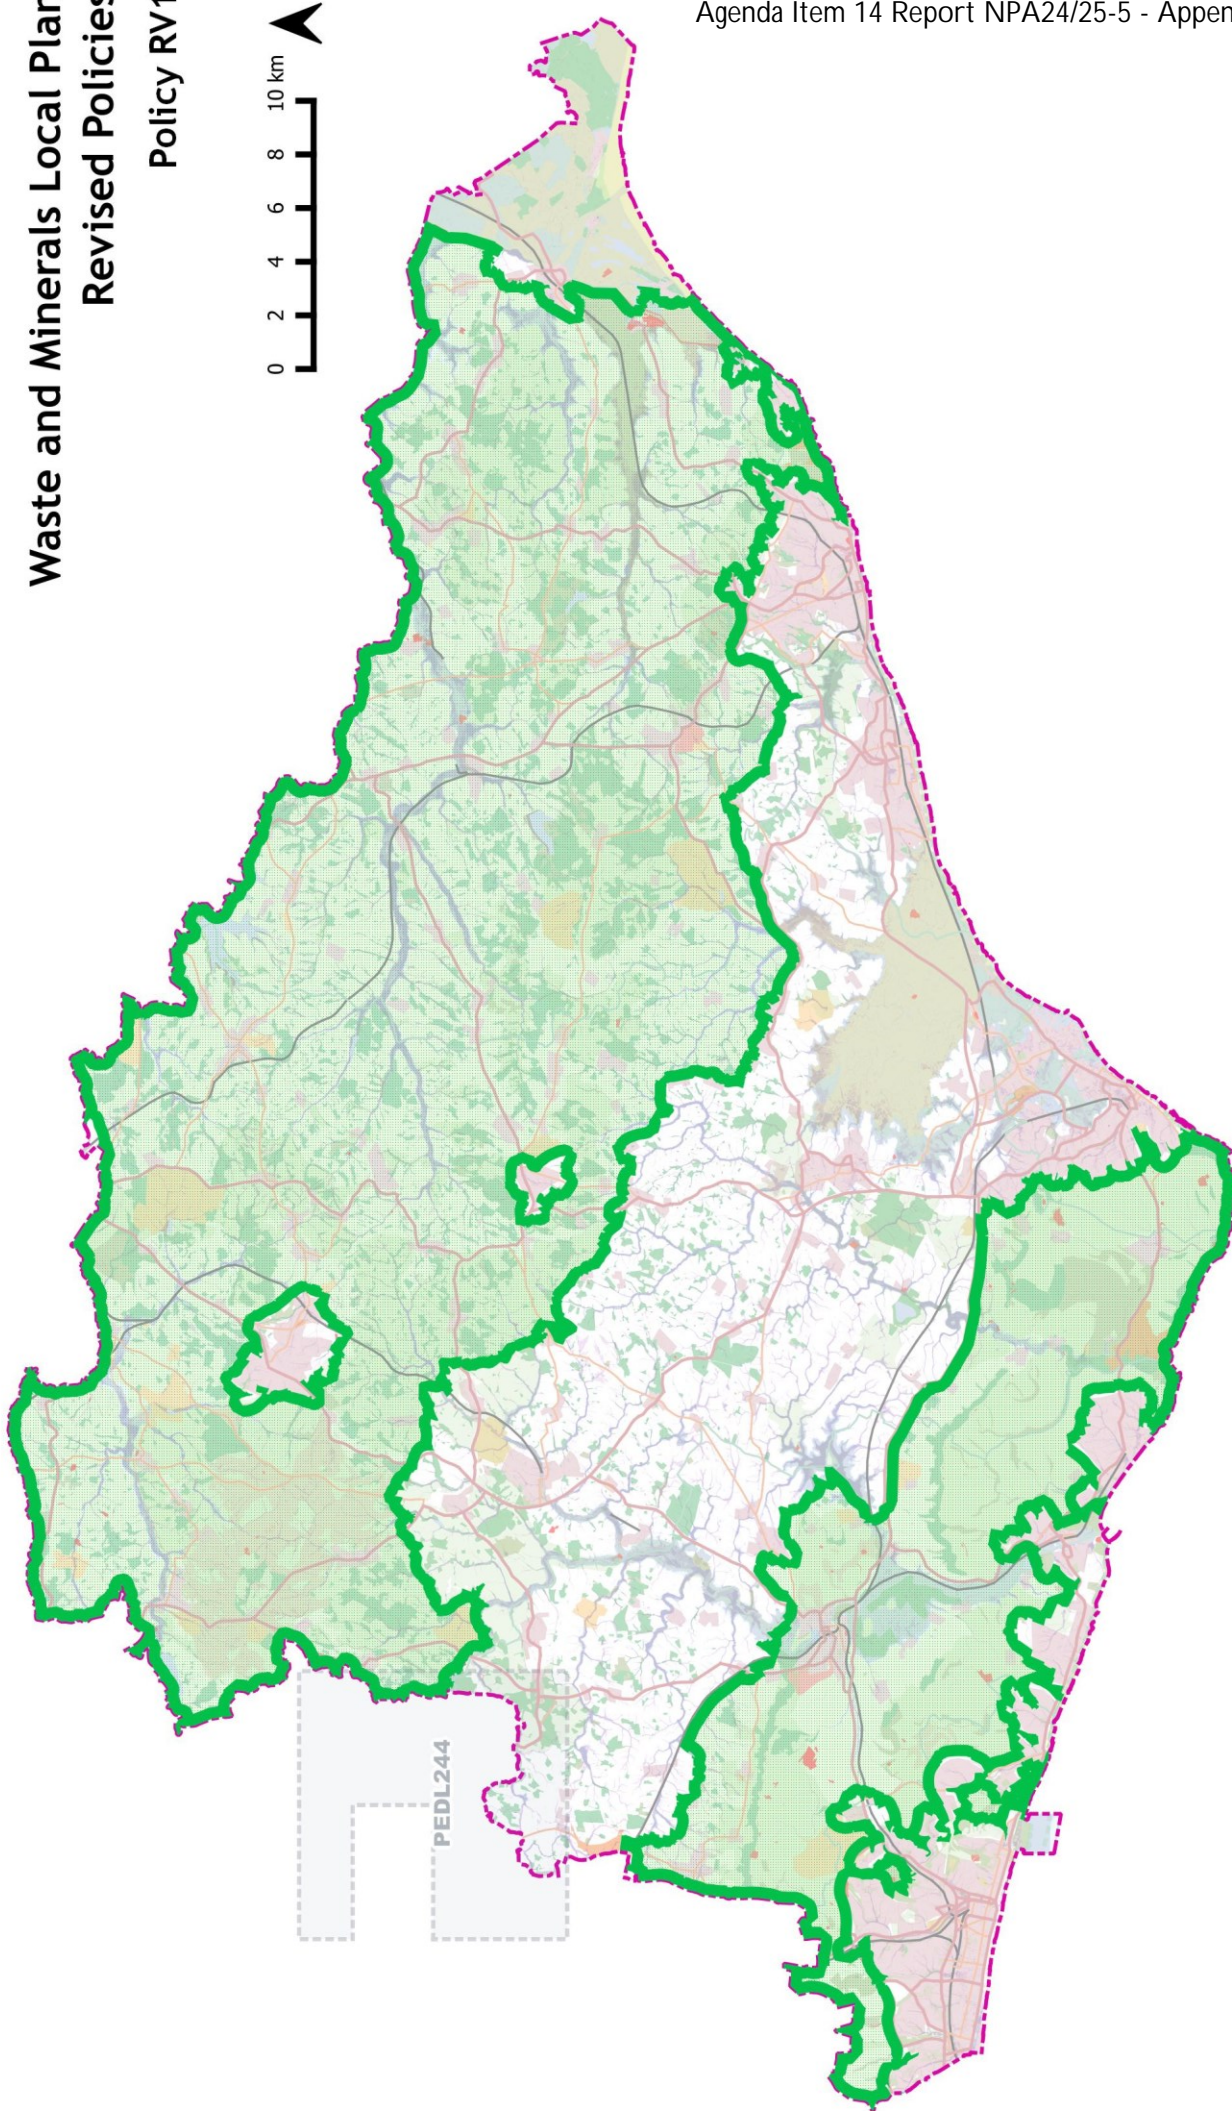 Agenda Item 14 Report NPA24/25-5 - Appen
Waste and Minerals Local Plan
Revised Policies
Policy RV1
0 2 4 6 8 10 km
PEDL244